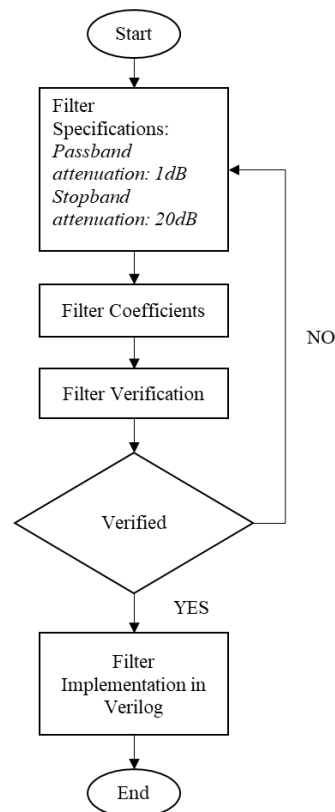 Start
Filter
Specifications:
Passband
attenuation: 1dB
Stopband
attenuation: 20dB
Filter Coefficients
NO
Filter Verification
Verified
YES
Filter
Implementation in
Verilog
End